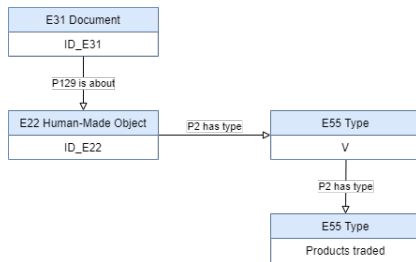 E31 Document
ID_E31
P129 is about
E22 Human-Made Object
ID_E22
P2 has type
E55 Type
V
P2 has type
E55 Type
Products traded